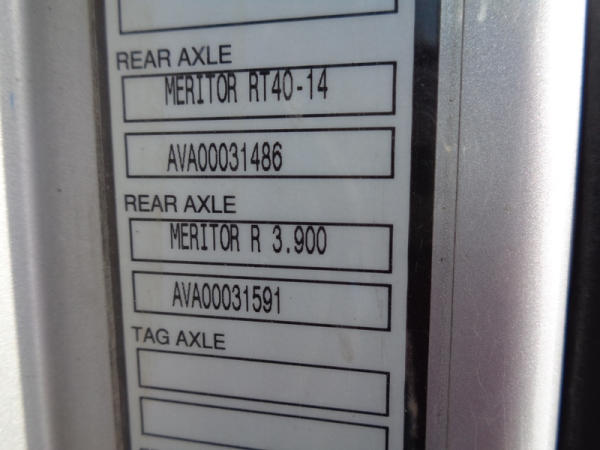 REAR AXLE
MERITOR RT40-14
AVA00031486
REAR AXLE
MERITOR R 3.900
AVA00031591
TAG AXLE